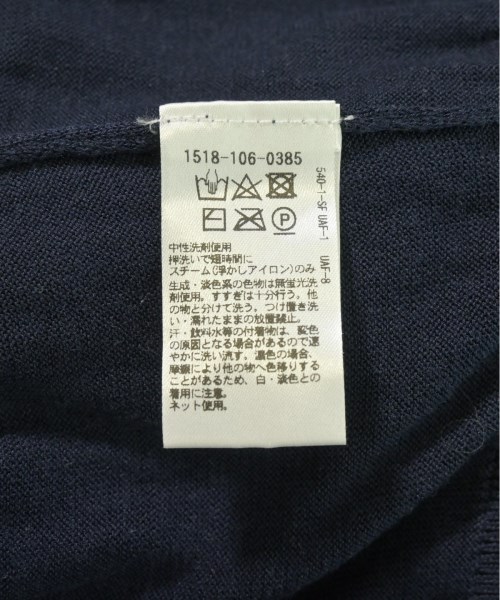 1518-106-0385
540-1-SF UAF-1 UAF-8
P
中性洗剤使用
押洗いで短時間に
スチーム(浮かしアイロン)のみ
生成・淡色系の色物は無蛍光洗
剤使用。すすぎは十分行う。他
の物と分けて洗う。つけ置き洗
い・濡れたままの放置禁止。
汗・飲料水等の付着物は、変色
の原因となる場合があるので速
やかに洗い流す。濃色の場合、
摩擦により他の物へ色移りする
ことがあるため、白・淡色との
着用に注意。
ネット使用。